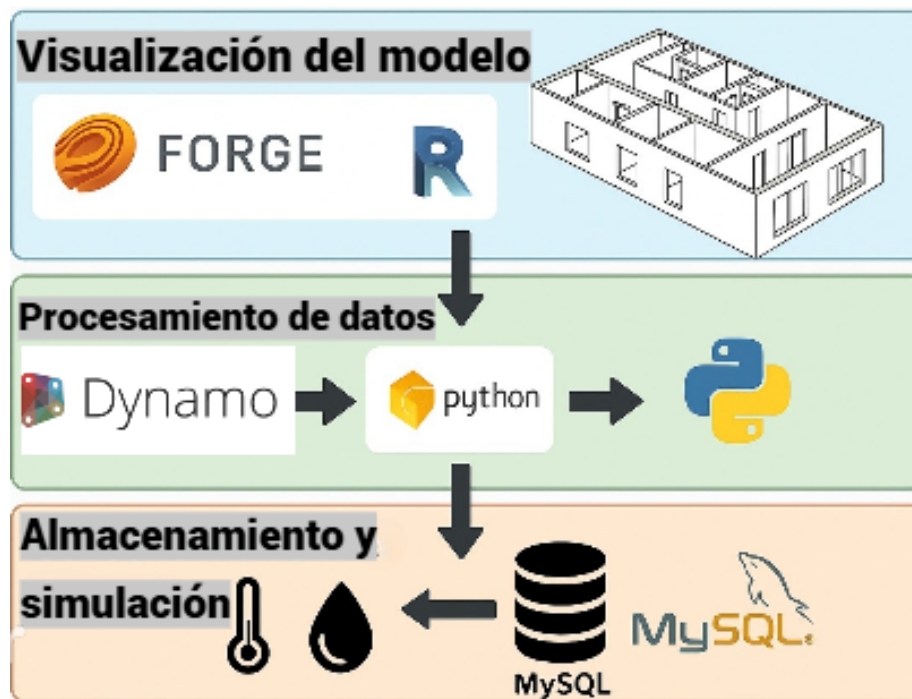 Visualización del modelo
FORGE
R
Procesamiento de datos
Dynamo
python
Almacenamiento y
simulación
MySQL
MySQL®